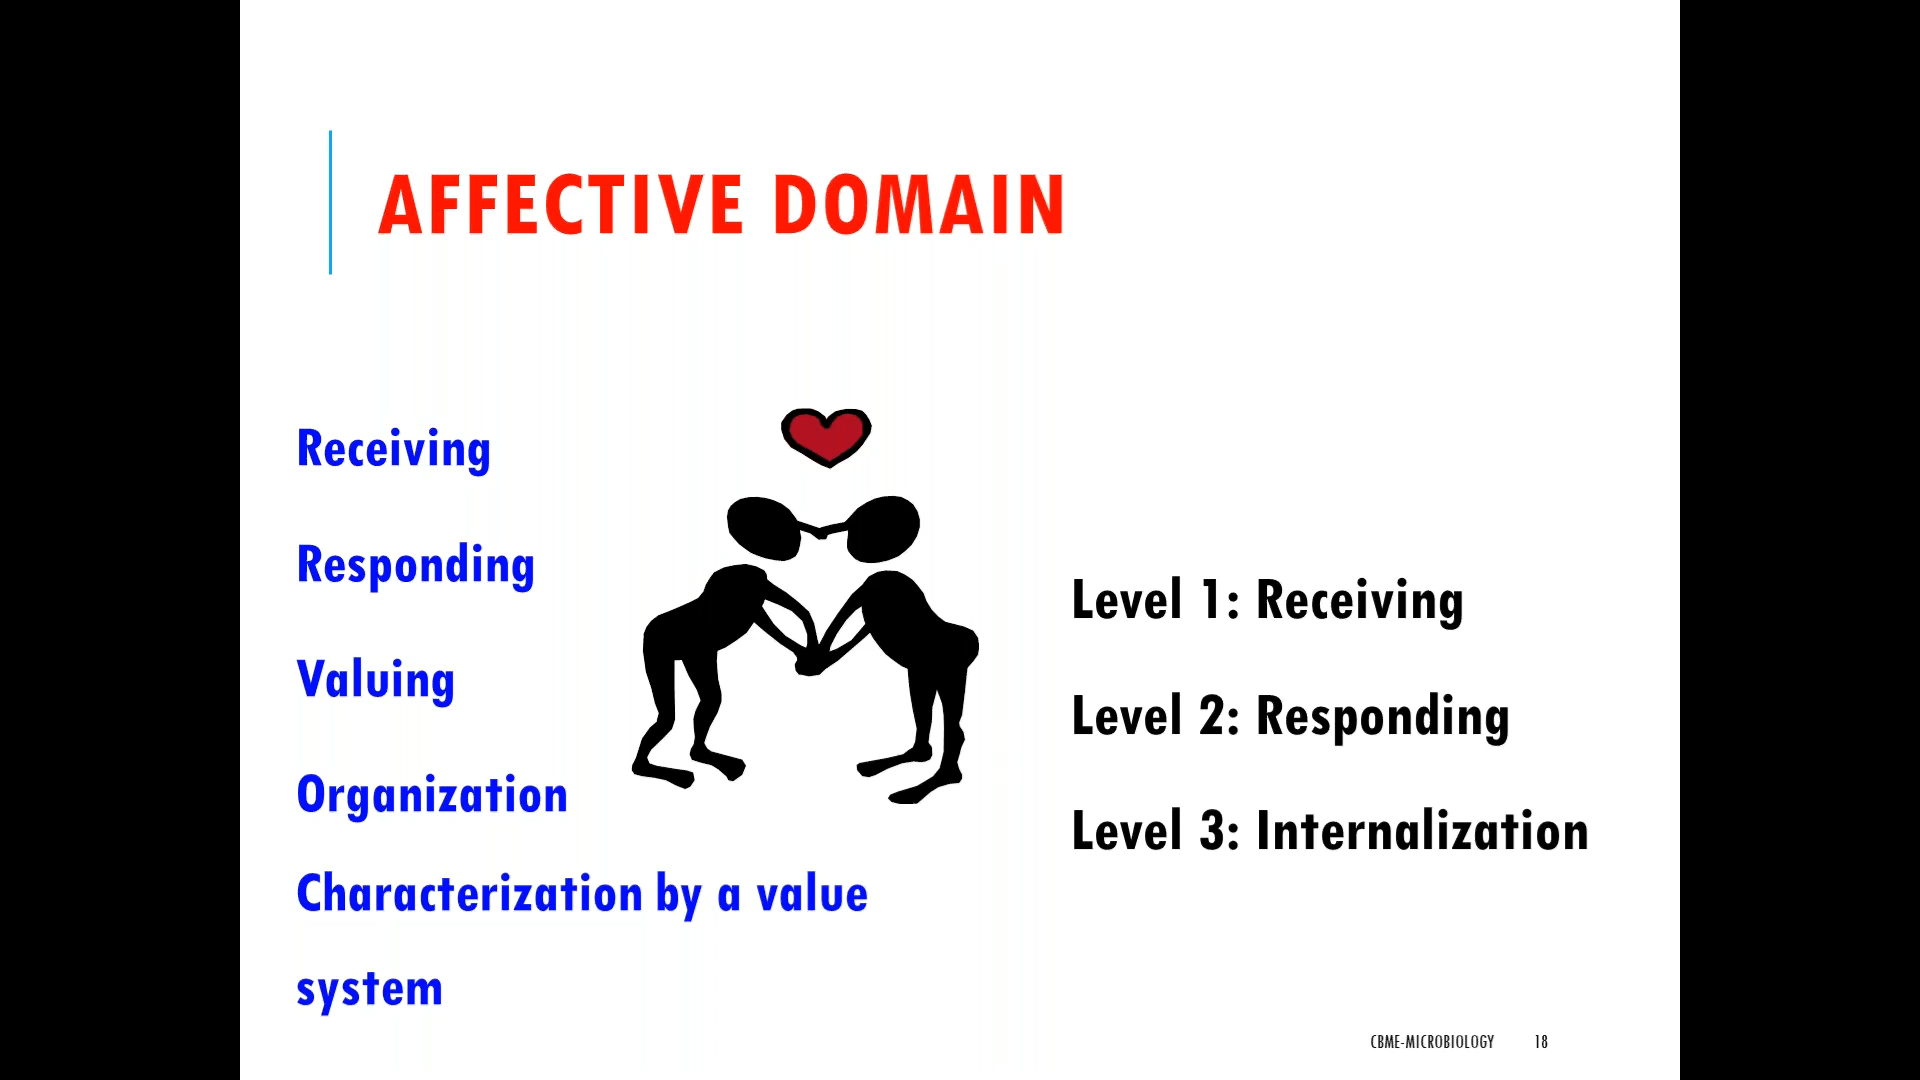 AFFECTIVE DOMAIN
Receiving
Responding
Valuing
Organization
Characterization by a value
system
Level 1: Receiving
Level 2: Responding
Level 3: Internalization
CBME-MICROBIOLOGY 18